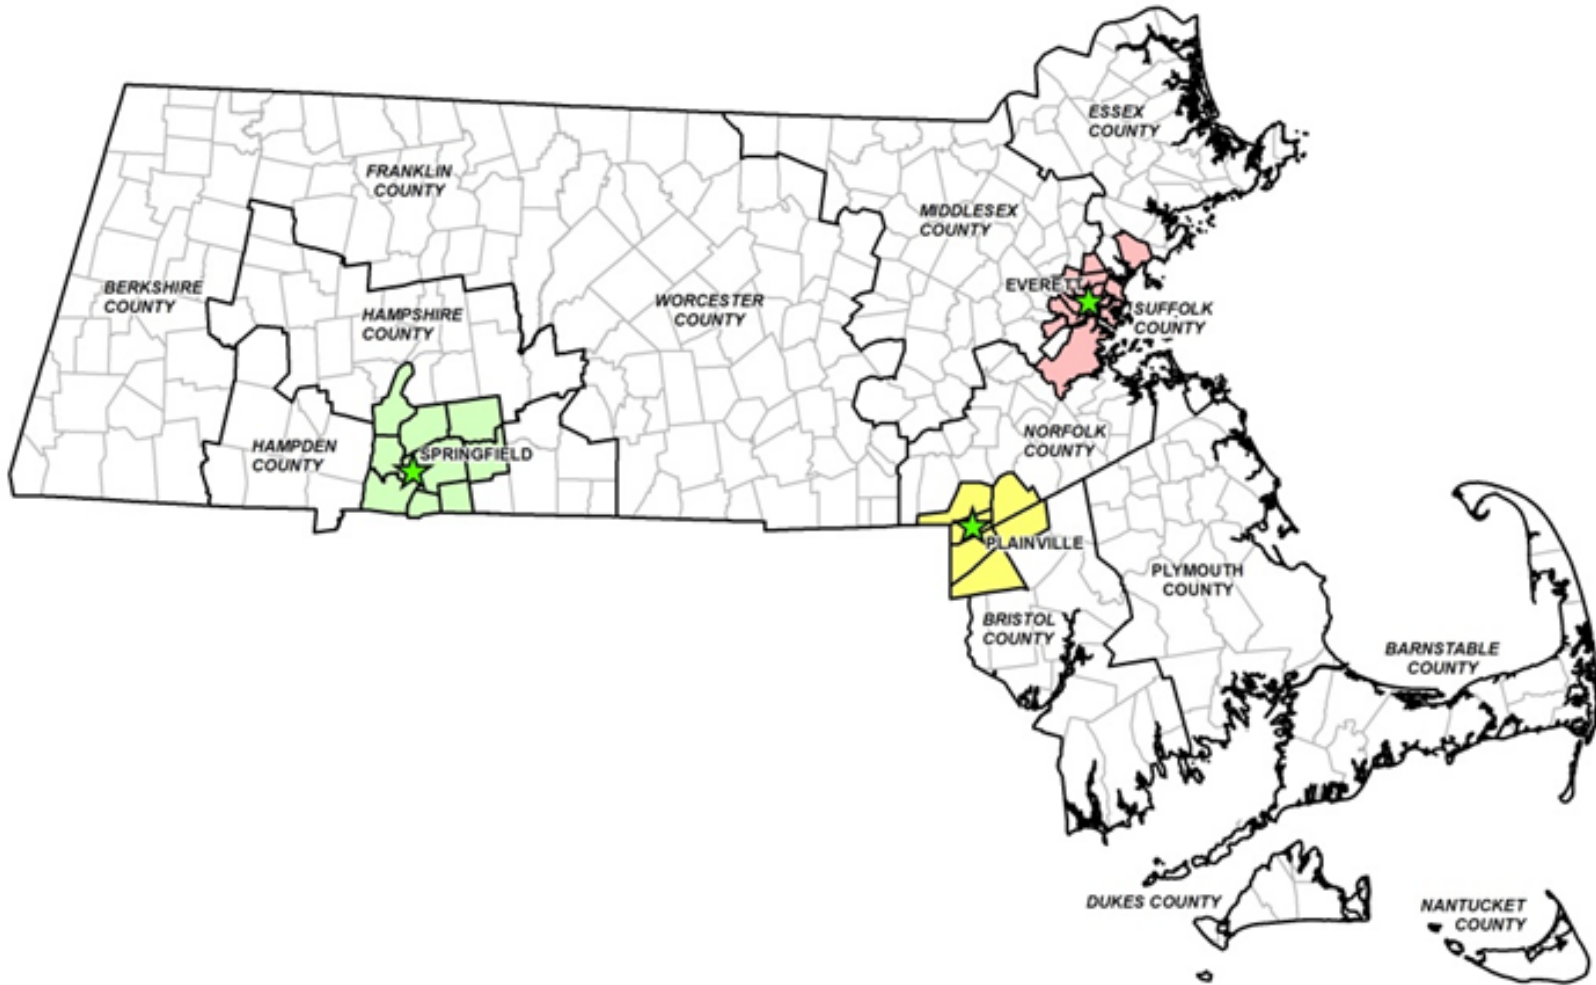 ESSEX
COUNTY
FRANKLIN
COUNTY
MIDDLESEX
COUNTY
BERKSHIRE
COUNTY
HAMPSHIRE
COUNTY
WORCESTER
COUNTY
EVERETT
SUFFOLK
COUNTY
HAMPDEN
COUNTY
SPRINGFIELD
NORFOLK
COUNTY
PLAINVILLE
PLYMOUTH
COUNTY
BRISTOL
COUNTY
BARNSTABLE
COUNTY
DUKES COUNTY
NANTUCKET
COUNTY